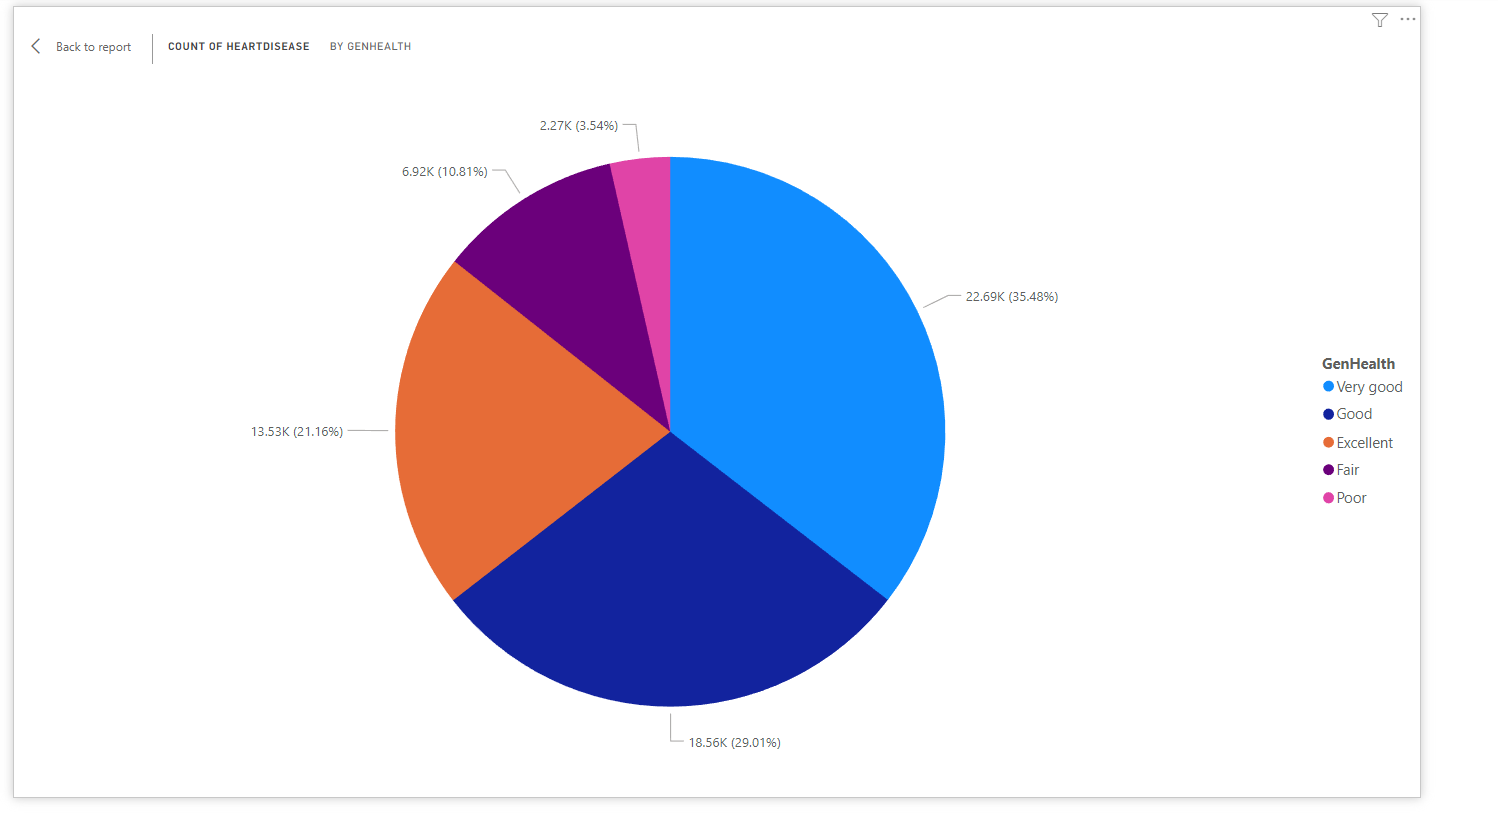 Back to report
COUNT OF HEARTDISEASE BY GENHEALTH
2.27K (3.54%)
6.92K (10.81%)
22.69K (35.48%)
13.53K (21.16%)
18.56K (29.01%)
GenHealth
Very good
Good
Excellent
Fair
Poor